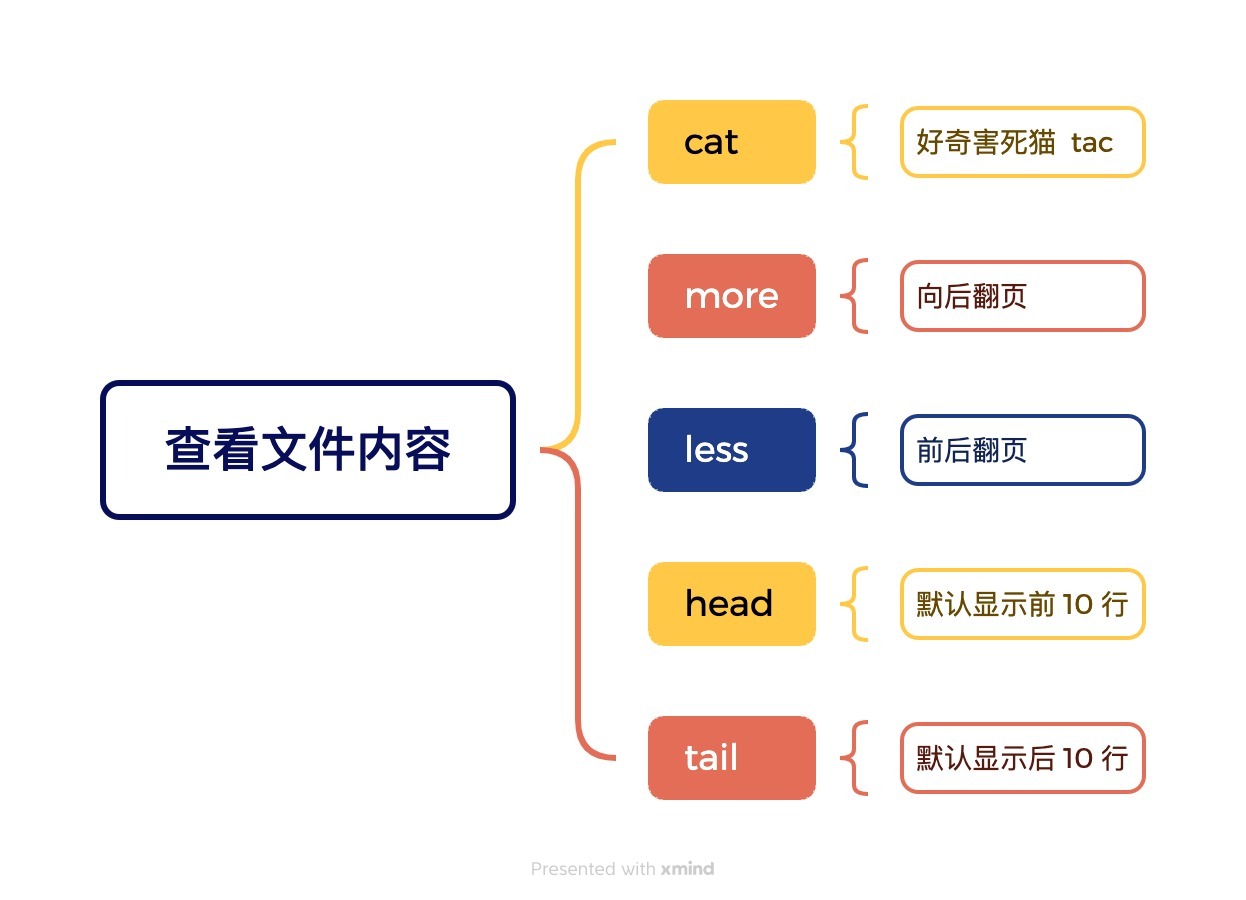 查看文件内容
cat
好奇害死猫 tac
more
向后翻页
less
前后翻页
head
默认显示前 10 行
tail
默认显示后 10 行
Presented with xmind